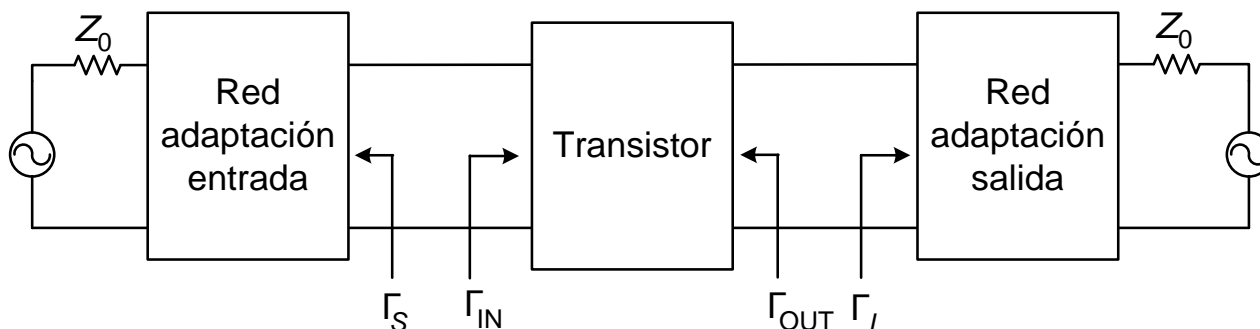 Z0
Red
adaptación
entrada
Transistor
Red
adaptación
salida
Z0
ΓS
ΓIN
ΓOUT
ΓL